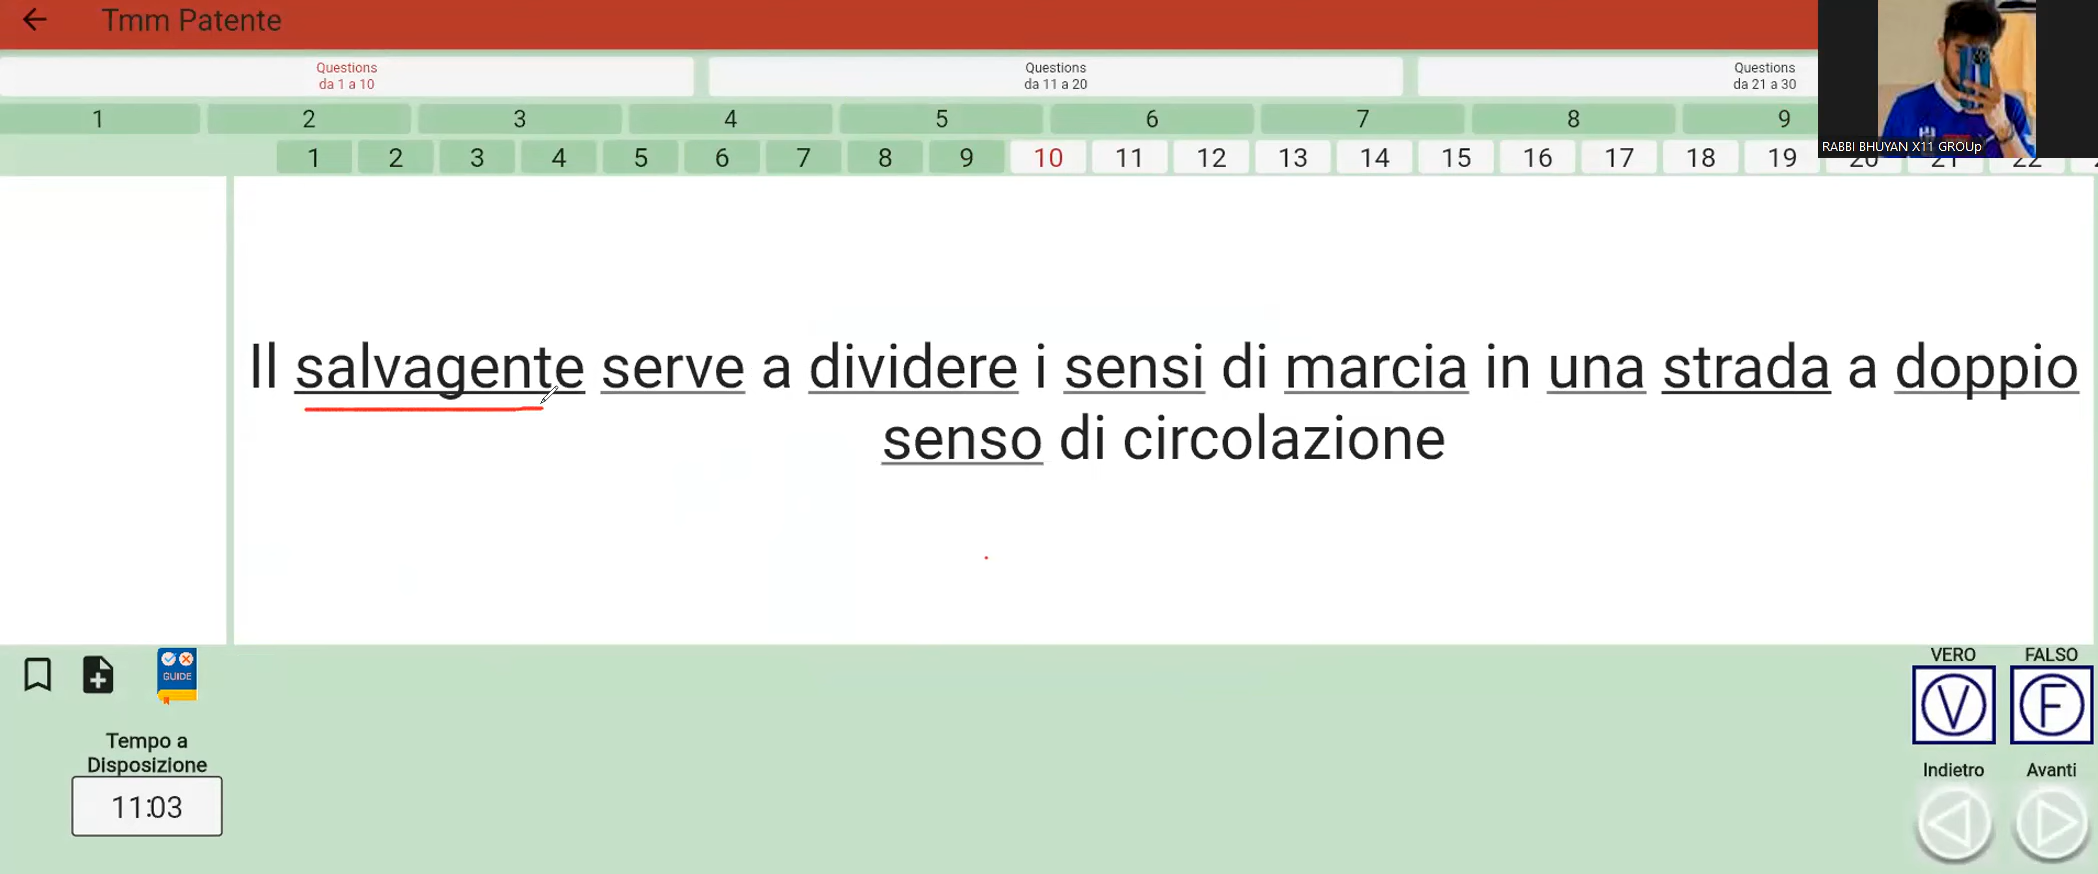 Tmm Patente
Questions
da 1 a 10
Questions
da 11 a 20
Questions
da 21 a 30
1 2 3 4 5 6 7 8 9
1 2 3 4 5 6 7 8 9 10 11 12 13 14 15 16 17 18 19 20 21 22
RABBI BHUYAN X11 GROUp
Il salvagente serve a dividere i sensi di marcia in una strada a doppio
senso di circolazione
GUIDE
VERO FALSO
V F
Tempo a
Disposizione
11:03
Indietro Avanti